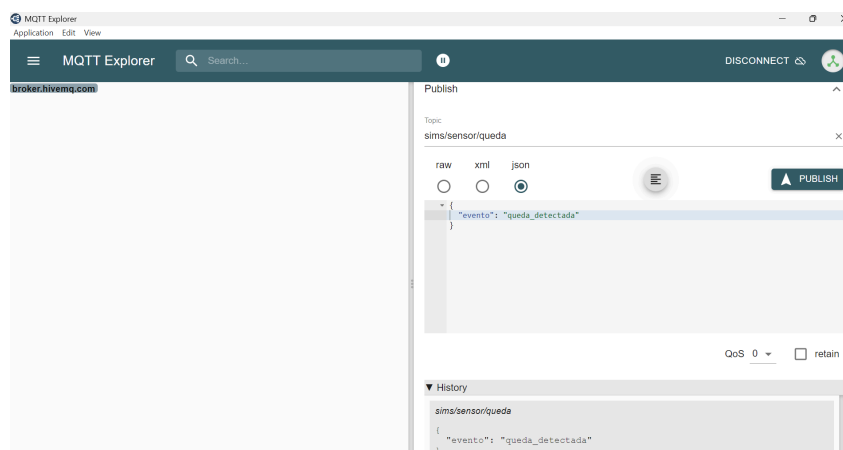 MQTT Explorer
Application Edit View
MQTT Explorer Search... DISCONNECT
broker.hivemq.com
Publish
Topic
sims/sensor/queda
raw xml json
PUBLISH
{
"evento": "queda_detectada"
}
QoS 0 retain
History
sims/sensor/queda
{
"evento": "queda_detectada"